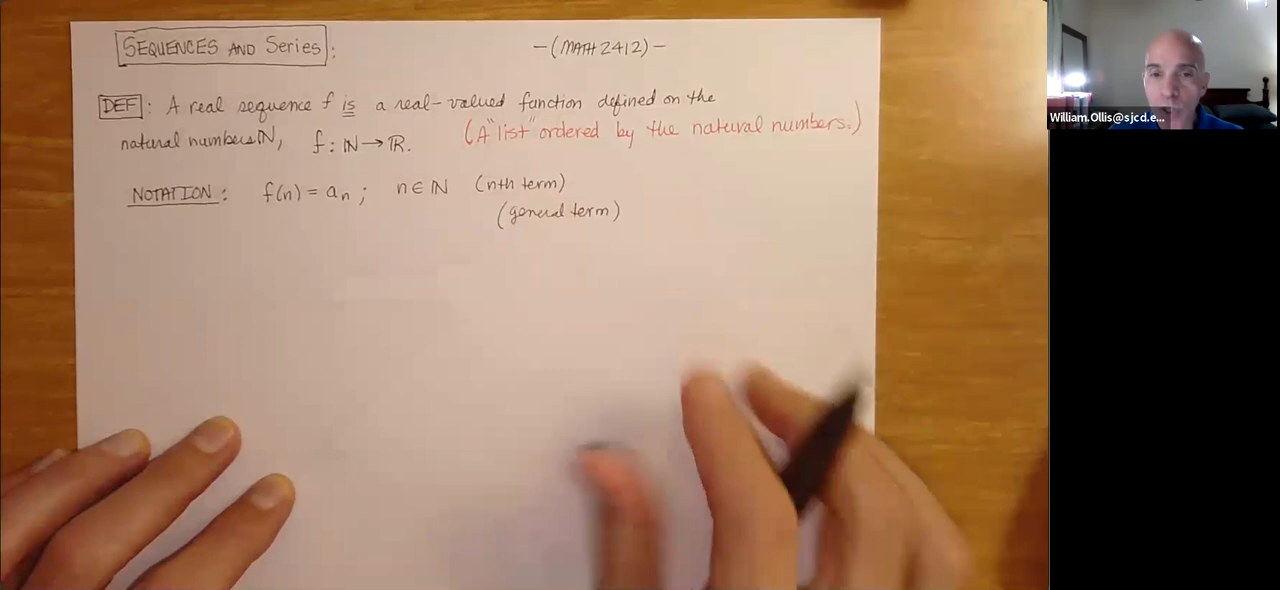 SEQUENCES AND SERIES:
-(MATH 2412)-
DEF: A real sequence f is a real-valued function defined on the
natural numbers ℕ, f: ℕ→ℝ. (A "list" ordered by the natural numbers.)
NOTATION: f(n) = aₙ; n ∈ ℕ (nth term)
(general term)
William.Ollis@sjcd.e...